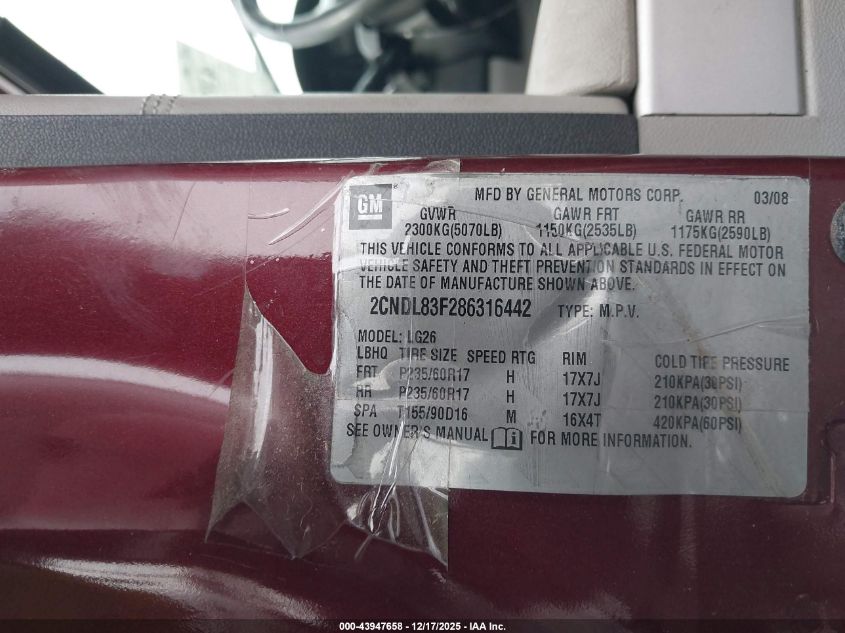 GM ®
MFD BY GENERAL MOTORS CORP. 03/08
GVWR GAWR FRT GAWR RR
2300KG(5070LB) 1150KG(2535LB) 1175KG(2590LB)
THIS VEHICLE CONFORMS TO ALL APPLICABLE U.S. FEDERAL MOTOR
VEHICLE SAFETY AND THEFT PREVENTION STANDARDS IN EFFECT ON
THE DATE OF MANUFACTURE SHOWN ABOVE.
2CNDL83F286316442 TYPE: M.P.V.
MODEL: LG26
LBHQ TIRE SIZE SPEED RTG RIM COLD TIRE PRESSURE
FRT P235/60R17 H 17X7J 210KPA(30PSI)
RR P235/60R17 H 17X7J 210KPA(30PSI)
SPA T155/90D16 M 16X4T 420KPA(60PSI)
SEE OWNER'S MANUAL i FOR MORE INFORMATION.
000-43947658 - 12/17/2025 - IAA Inc.